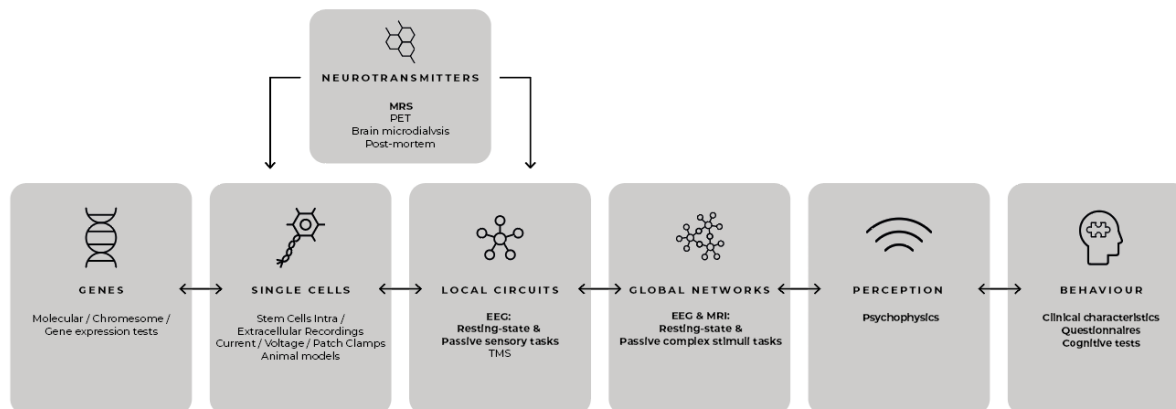 NEUROTRANSMITTERS
MRS
PET
Brain microdialysis
Post-mortem
GENES
Molecular / Chromosome /
Gene expression tests
SINGLE CELLS
Stem Cells Intra /
Extracellular Recordings
Current / Voltage / Patch Clamps
Animal models
LOCAL CIRCUITS
EEG:
Resting-state &
Passive sensory tasks
TMS
GLOBAL NETWORKS
EEG & MRI:
Resting-state &
Passive complex stimuli tasks
PERCEPTION
Psychophysics
BEHAVIOUR
Clinical characteristics
Questionnaires
Cognitive tests